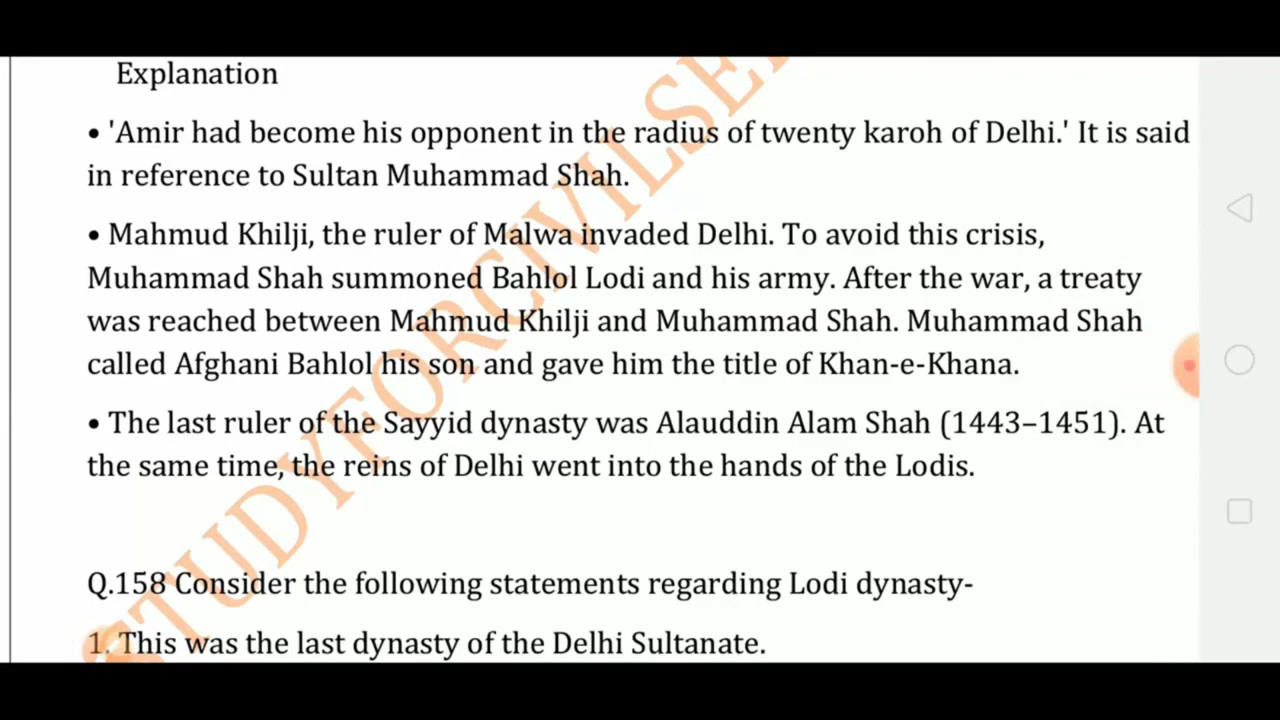 Explanation
• 'Amir had become his opponent in the radius of twenty karoh of Delhi.' It is said
in reference to Sultan Muhammad Shah.
• Mahmud Khilji, the ruler of Malwa invaded Delhi. To avoid this crisis,
Muhammad Shah summoned Bahlol Lodi and his army. After the war, a treaty
was reached between Mahmud Khilji and Muhammad Shah. Muhammad Shah
called Afghani Bahlol his son and gave him the title of Khan-e-Khana.
• The last ruler of the Sayyid dynasty was Alauddin Alam Shah (1443–1451). At
the same time, the reins of Delhi went into the hands of the Lodis.
Q.158 Consider the following statements regarding Lodi dynasty-
1. This was the last dynasty of the Delhi Sultanate.
STUDYFORCIVILSE